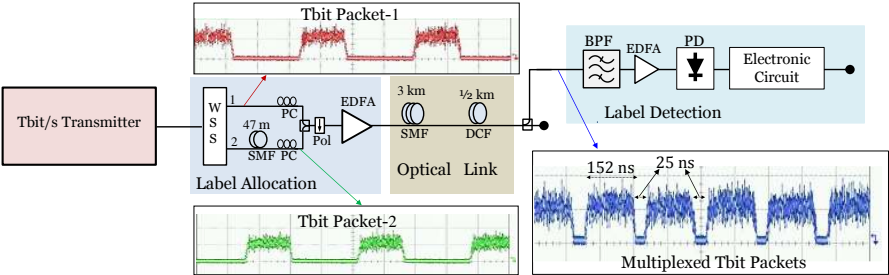 Tbit Packet-1
BPF
EDFA
PD
Electronic
Circuit
Label Detection
Tbit/s Transmitter
WSS
1
2
PC
47 m
SMF
PC
Pol
EDFA
Label Allocation
3 km
SMF
½ km
DCF
Optical Link
Tbit Packet-2
152 ns
25 ns
Multiplexed Tbit Packets